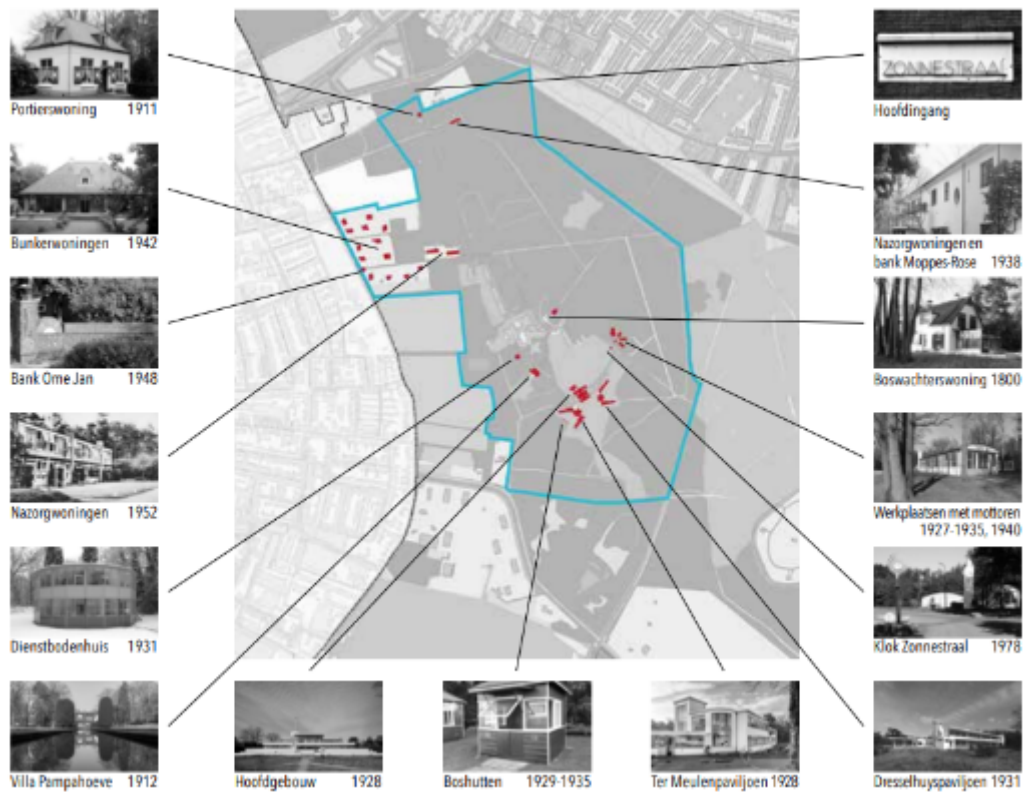 Portierswoning 1911
Bunkerwoningen 1942
Bank Ome Jan 1948
Nazorgwoningen 1952
Dienstbodenhuis 1931
Villa Pampahoeve 1912
Hoofdgebouw 1928
Boshutten 1929-1935
Ter Meulenpaviljoen 1928
ZONNESTRAAL
Hoofdingang
Nazorgwoningen en
bank Moppes-Rose 1938
Boswachterswoning 1800
Werkplaatsen met mottoren
1927-1935, 1940
Klok Zonnestraal 1978
Dresselhuyspaviljoen 1931